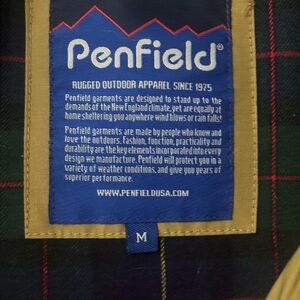 Penfield®
RUGGED OUTDOOR APPAREL SINCE 1975
Penfield garments are designed to stand up to the
demands of the New England climate, yet are equally at
home sheltering you anywhere wind blows or rain falls!
Penfield garments are made by people who know and
love the outdoors. Fashion, function, practicality and
durability are the key elements incorporated into every
design we manufacture. Penfield will protect you in a
variety of weather conditions, and give you years of
superior performance.
WWW.PENFIELDUSA.COM
M